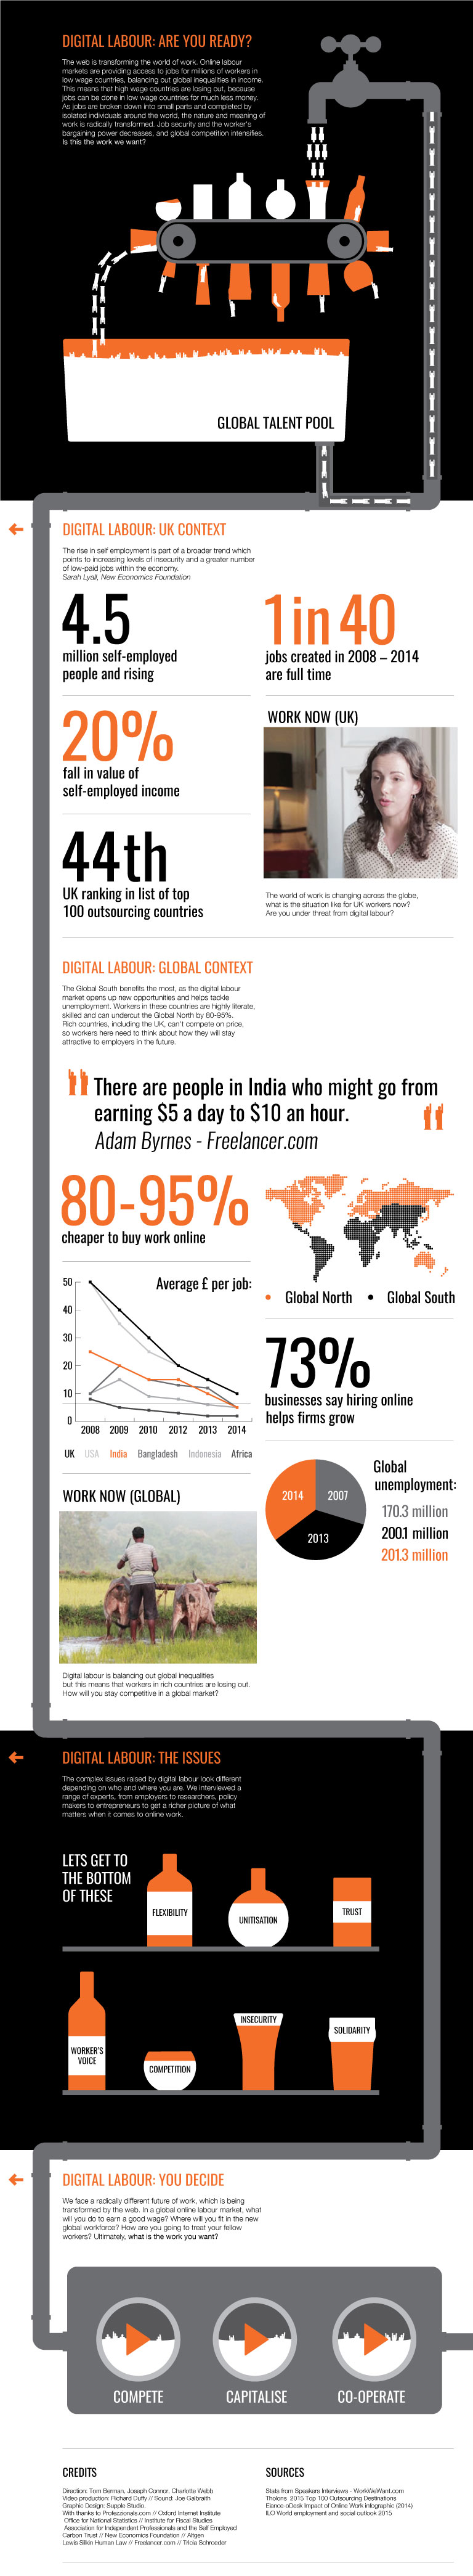 DIGITAL LABOUR: ARE YOU READY?
The web is transforming the world of work. Online labour
markets are providing access to jobs for millions of workers in
low wage countries, balancing out global inequalities in income.
This means that high wage countries are losing out, because
jobs can be done in low wage countries for much less money.
As jobs are broken down into small parts and completed by
isolated individuals around the world, the nature and meaning of
work is radically transformed. Job security and the worker's
bargaining power decreases, and global competition intensifies.
Is this the work we want?
GLOBAL TALENT POOL
DIGITAL LABOUR: UK CONTEXT
The rise in self employment is part of a broader trend which
points to increasing levels of insecurity and a greater number
of low-paid jobs within the economy.
Sarah Lyall, New Economics Foundation
4.5
million self-employed
people and rising
1 in 40
jobs created in 2008 – 2014
are full time
20%
fall in value of
self-employed income
WORK NOW (UK)
44th
UK ranking in list of top
100 outsourcing countries
The world of work is changing across the globe,
what is the situation like for UK workers now?
Are you under threat from digital labour?
DIGITAL LABOUR: GLOBAL CONTEXT
The Global South benefits the most, as the digital labour
market opens up new opportunities and helps tackle
unemployment. Workers in these countries are highly literate,
skilled and can undercut the Global North by 80-95%.
Rich countries, including the UK, can't compete on price,
so workers here need to think about how they will stay
attractive to employers in the future.
There are people in India who might go from
earning $5 a day to $10 an hour.
Adam Byrnes - Freelancer.com
80-95%
cheaper to buy work online
Global North
Global South
Average £ per job:
50
40
30
20
10
0
2008 2009 2010 2012 2013 2014
UK USA India Bangladesh Indonesia Africa
73%
businesses say hiring online
helps firms grow
WORK NOW (GLOBAL)
2014
2007
2013
Global
unemployment:
170.3 million
200.1 million
201.3 million
Digital labour is balancing out global inequalities
but this means that workers in rich countries are losing out.
How will you stay competitive in a global market?
DIGITAL LABOUR: THE ISSUES
The complex issues raised by digital labour look different
depending on who and where you are. We interviewed a
range of experts, from employers to researchers, policy
makers to entrepreneurs to get a richer picture of what
matters when it comes to online work.
LETS GET TO
THE BOTTOM
OF THESE
FLEXIBILITY
UNITISATION
TRUST
WORKER'S
VOICE
COMPETITION
INSECURITY
SOLIDARITY
DIGITAL LABOUR: YOU DECIDE
We face a radically different future of work, which is being
transformed by the web. In a global online labour market, what
will you do to earn a good wage? Where will you fit in the new
global workforce? How are you going to treat your fellow
workers? Ultimately, what is the work you want?
COMPETE
CAPITALISE
CO-OPERATE
CREDITS
Direction: Tom Berman, Joseph Connor, Charlotte Webb
Video production: Richard Duffy // Sound: Joe Galbraith
Graphic Design: Supple Studio.
With thanks to Professionals.com // Oxford Internet Institute
Office for National Statistics // Institute for Fiscal Studies
Association for Independent Professionals and the Self Employed
Carbon Trust // New Economics Foundation // Altgen
Lewis Silkin Human Law // Freelancer.com // Tricia Schroeder
SOURCES
Stats from Speakers Interviews - WorkWeWant.com
Tholons 2015 Top 100 Outsourcing Destinations
Elance-oDesk Impact of Online Work infographic (2014)
ILO World employment and social outlook 2015